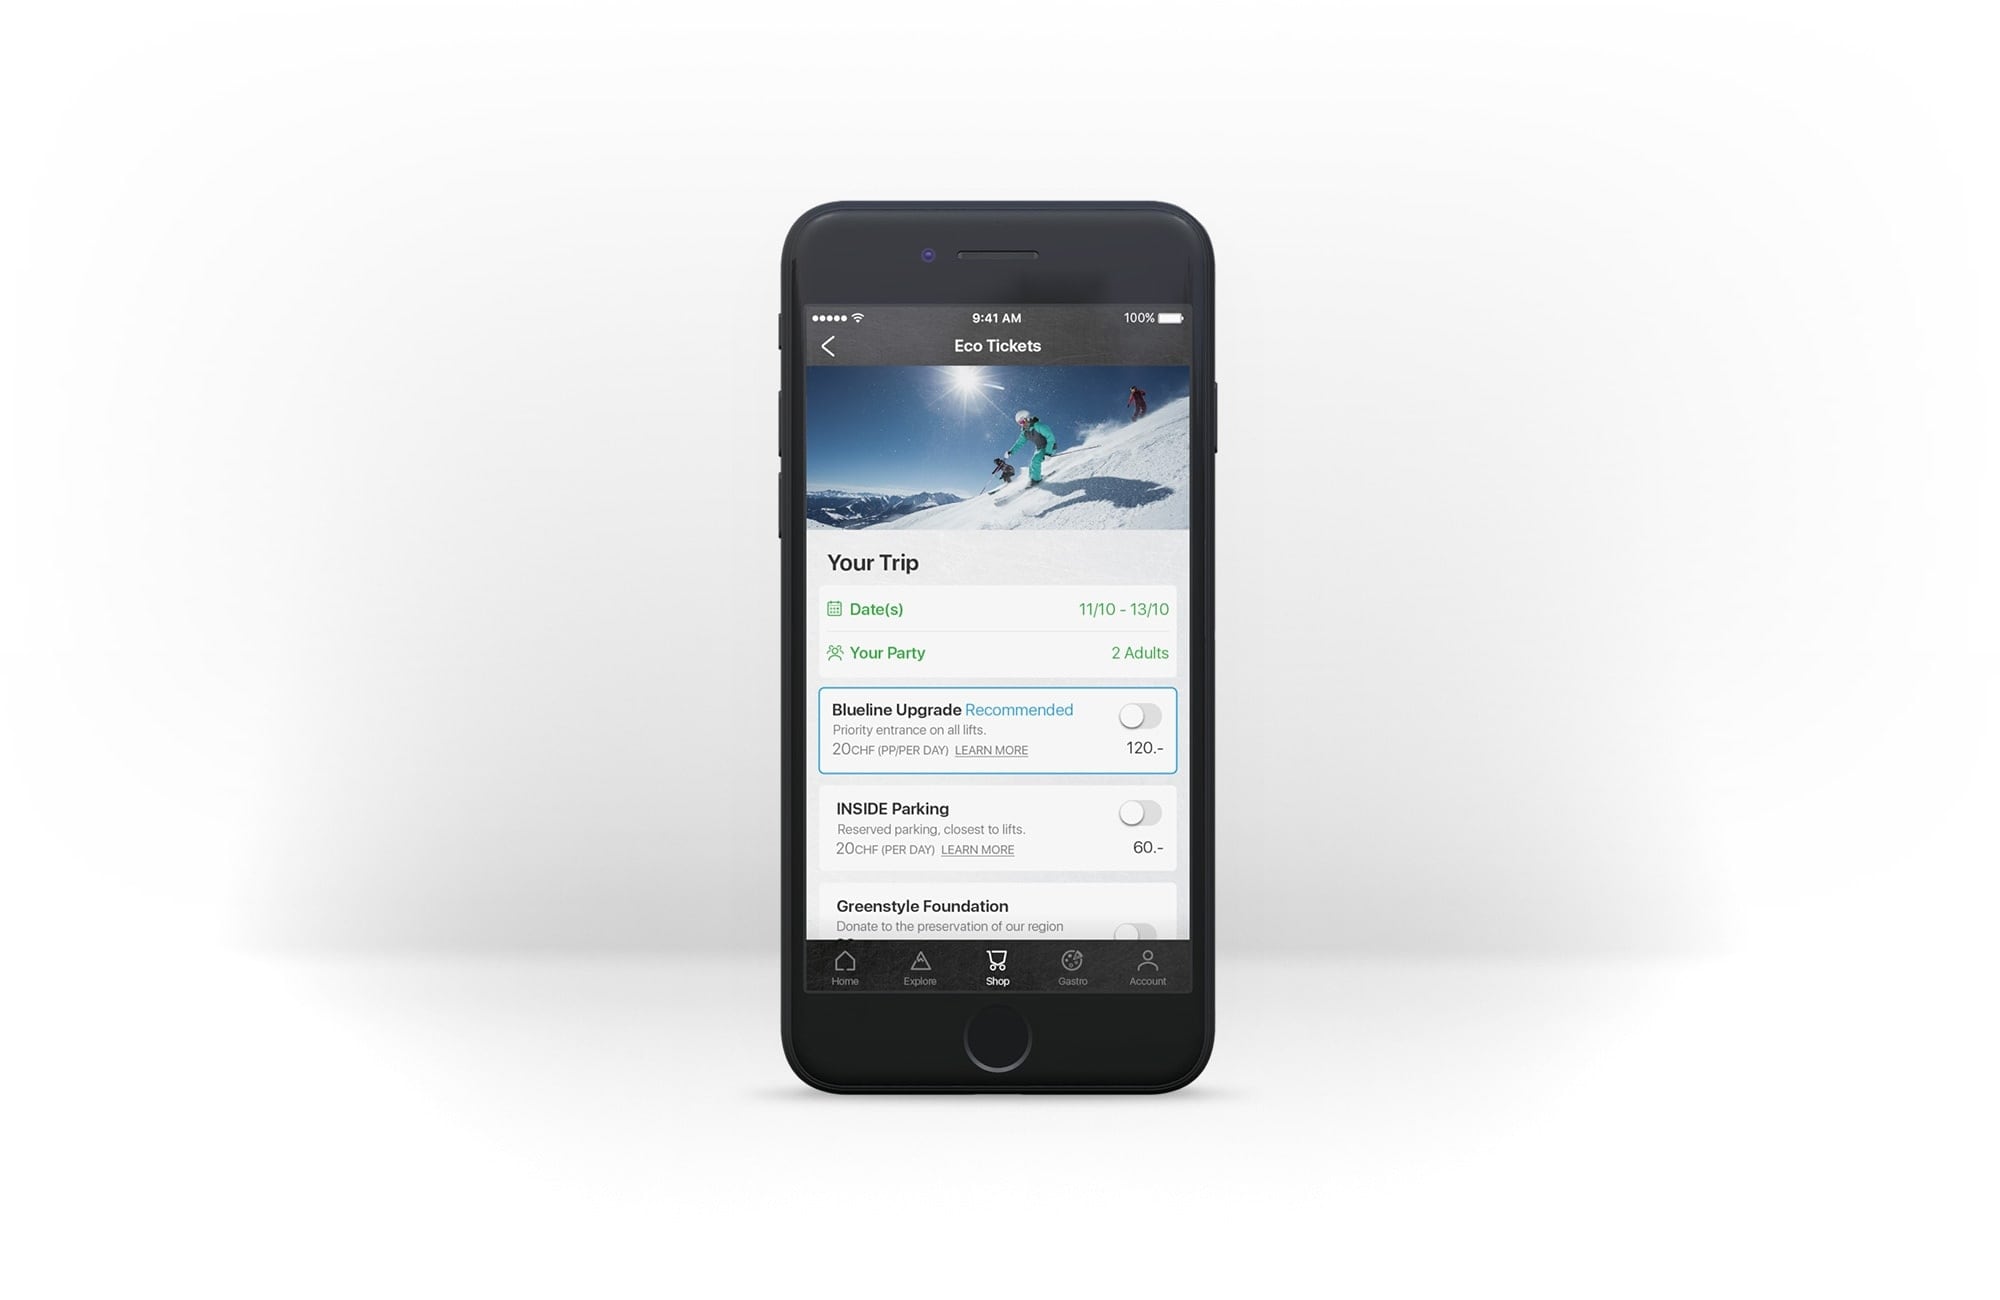 9:41 AM
100%
Eco Tickets
Your Trip
Date(s) 11/10 - 13/10
Your Party 2 Adults
Blueline Upgrade Recommended
Priority entrance on all lifts.
20CHF (PP/PER DAY) LEARN MORE 120.-
INSIDE Parking
Reserved parking, closest to lifts.
20CHF (PER DAY) LEARN MORE 60.-
Greenstyle Foundation
Donate to the preservation of our region
Home Explore Shop Gastro Account